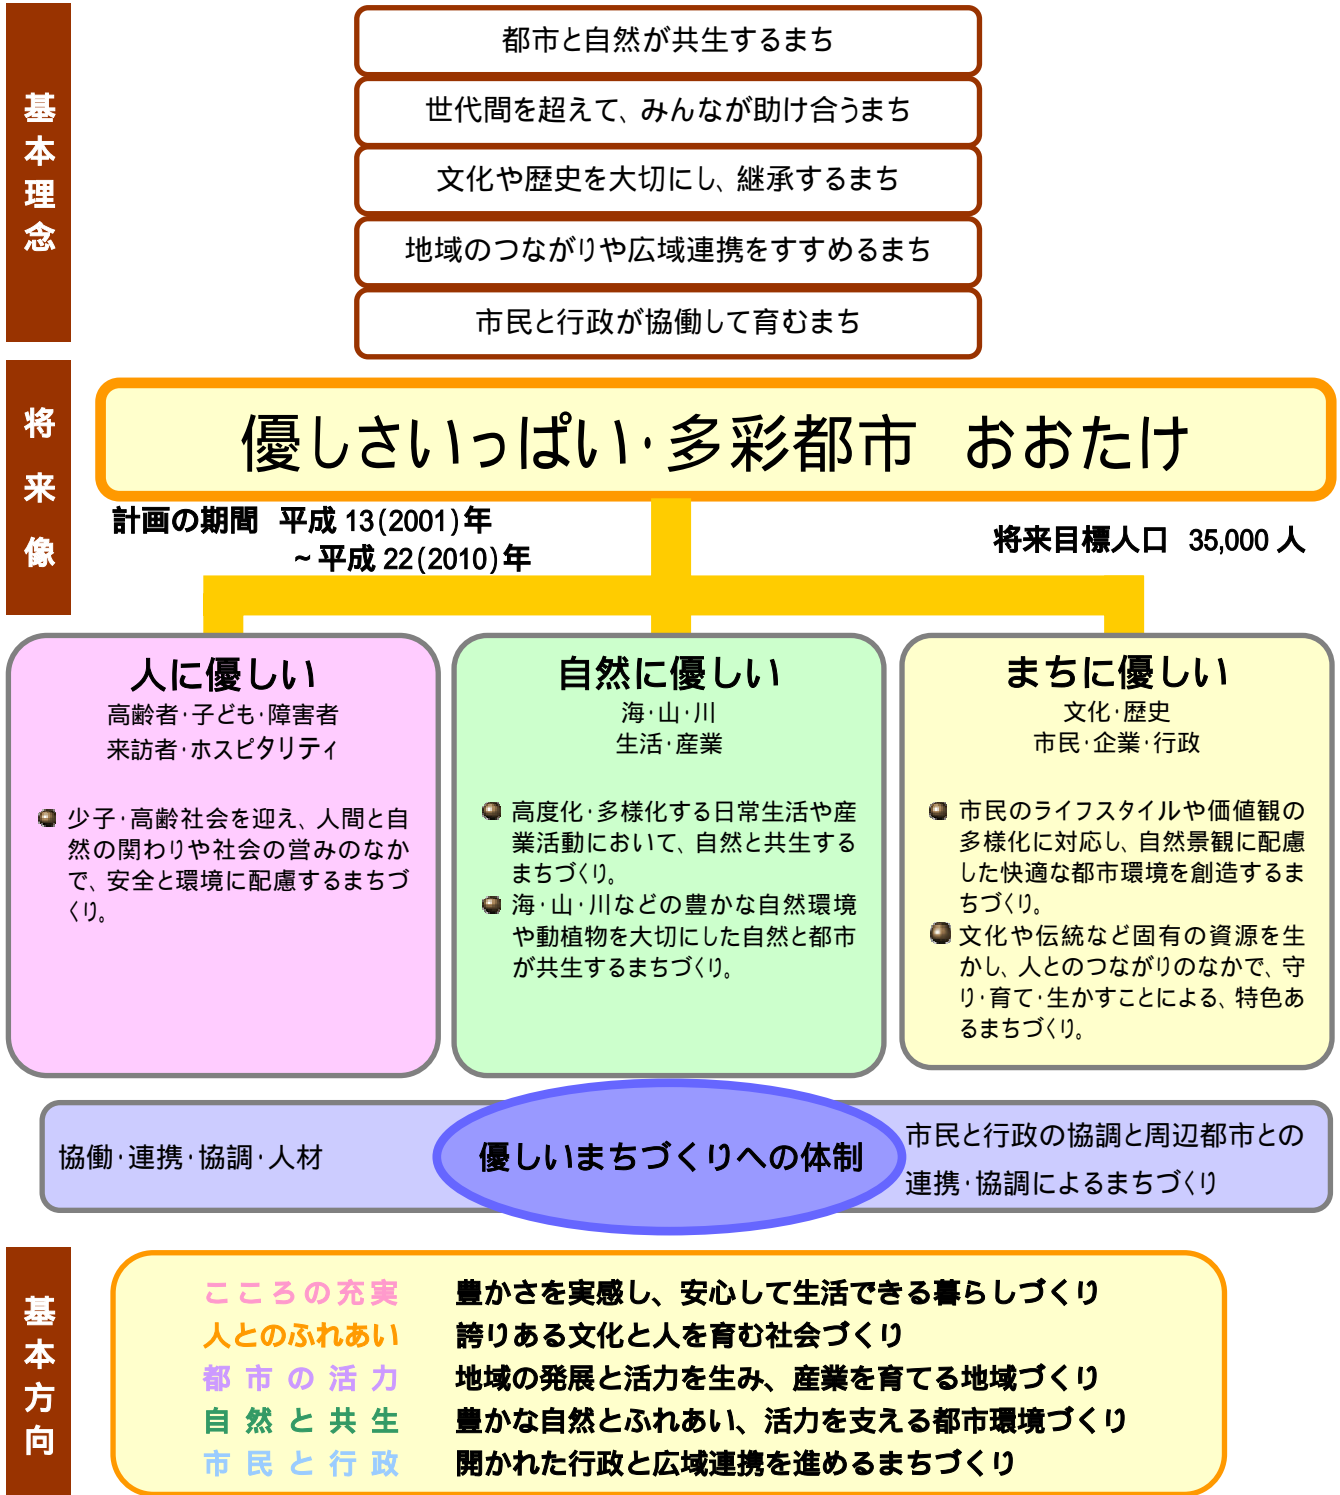 基本理念
都市と自然が共生するまち
世代間を超えて、みんなが助け合うまち
文化や歴史を大切にし、継承するまち
地域のつながりや広域連携をすすめるまち
市民と行政が協働して育むまち
将来像
優しさいっぱい・多彩都市　おおたけ
計画の期間　平成 13(2001)年
～平成 22(2010)年
将来目標人口　35,000 人
人に優しい
高齢者・子ども・障害者
来訪者・ホスピタリティ
少子・高齢社会を迎え、人間と自
然の関わりや社会の営みのなか
で、安全と環境に配慮するまちづ
くり。
自然に優しい
海・山・川
生活・産業
高度化・多様化する日常生活や産
業活動において、自然と共生する
まちづくり。
海・山・川などの豊かな自然環境
や動植物を大切にした自然と都市
が共生するまちづくり。
まちに優しい
文化・歴史
市民・企業・行政
市民のライフスタイルや価値観の
多様化に対応し、自然景観に配慮
した快適な都市環境を創造するま
ちづくり。
文化や伝統など固有の資源を生
かし、人とのつながりのなかで、守
り・育て・生かすことによる、特色あ
るまちづくり。
協働・連携・協調・人材
優しいまちづくりへの体制
市民と行政の協調と周辺都市との
連携・協調によるまちづくり
基本方向
こころの充実　豊かさを実感し、安心して生活できる暮らしづくり
人とのふれあい　誇りある文化と人を育む社会づくり
都市の活力　地域の発展と活力を生み、産業を育てる地域づくり
自然と共生　豊かな自然とふれあい、活力を支える都市環境づくり
市民と行政　開かれた行政と広域連携を進めるまちづくり